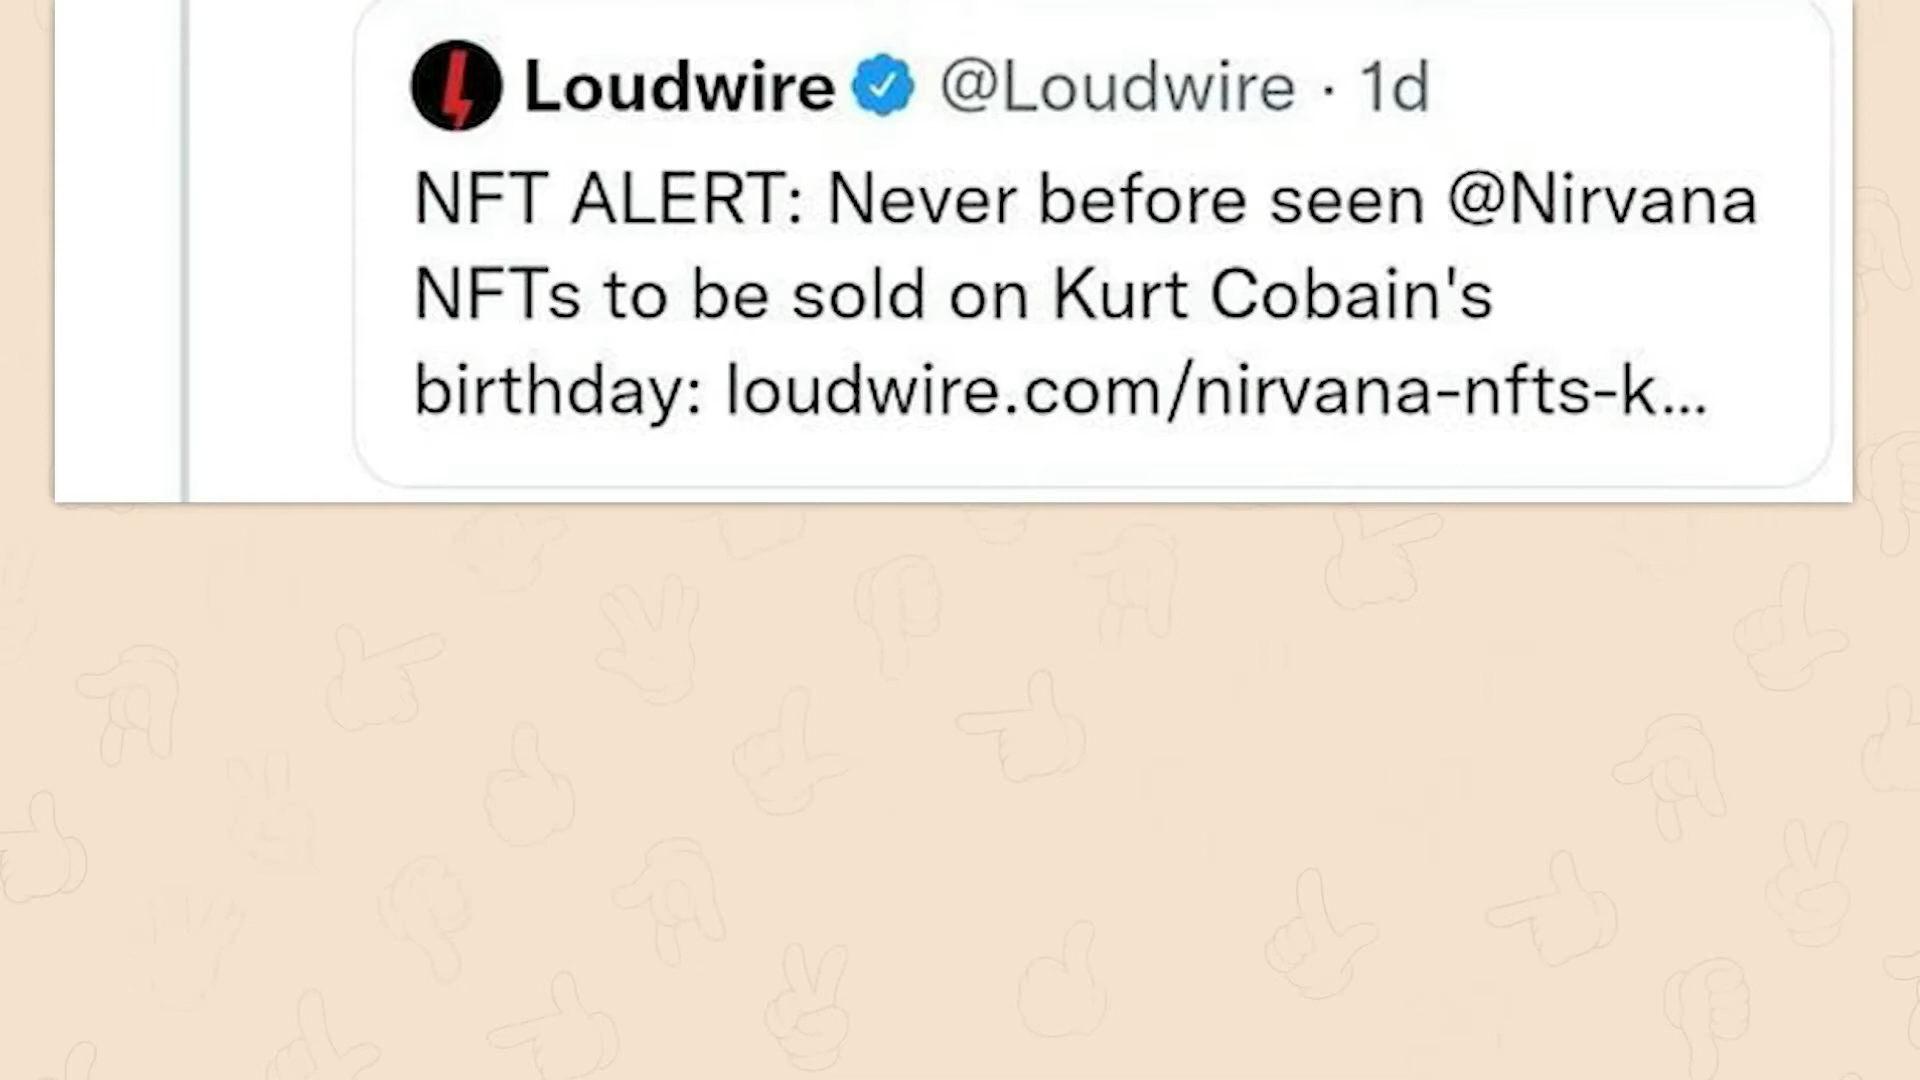 Loudwire @Loudwire · 1d
NFT ALERT: Never before seen @Nirvana
NFTs to be sold on Kurt Cobain's
birthday: loudwire.com/nirvana-nfts-k...